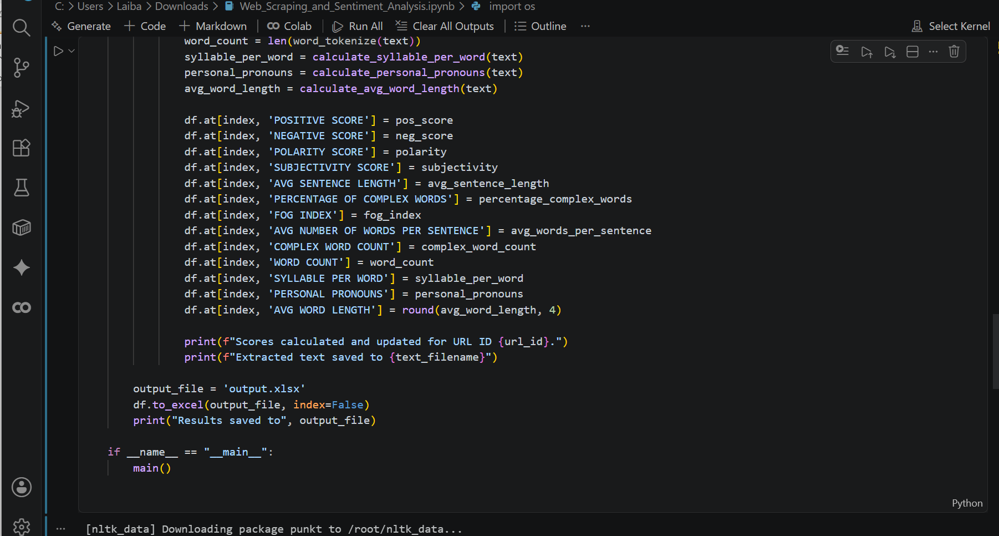 C: > Users > Laiba > Downloads > Web_Scraping_and_Sentiment_Analysis.ipynb > import os
Generate + Code + Markdown | Colab | Run All Clear All Outputs | Outline ... Select Kernel
word_count = len(word_tokenize(text))
syllable_per_word = calculate_syllable_per_word(text)
personal_pronouns = calculate_personal_pronouns(text)
avg_word_length = calculate_avg_word_length(text)
df.at[index, 'POSITIVE SCORE'] = pos_score
df.at[index, 'NEGATIVE SCORE'] = neg_score
df.at[index, 'POLARITY SCORE'] = polarity
df.at[index, 'SUBJECTIVITY SCORE'] = subjectivity
df.at[index, 'AVG SENTENCE LENGTH'] = avg_sentence_length
df.at[index, 'PERCENTAGE OF COMPLEX WORDS'] = percentage_complex_words
df.at[index, 'FOG INDEX'] = fog_index
df.at[index, 'AVG NUMBER OF WORDS PER SENTENCE'] = avg_words_per_sentence
df.at[index, 'COMPLEX WORD COUNT'] = complex_word_count
df.at[index, 'WORD COUNT'] = word_count
df.at[index, 'SYLLABLE PER WORD'] = syllable_per_word
df.at[index, 'PERSONAL PRONOUNS'] = personal_pronouns
df.at[index, 'AVG WORD LENGTH'] = round(avg_word_length, 4)
print(f"Scores calculated and updated for URL ID {url_id}.")
print(f"Extracted text saved to {text_filename}")
output_file = 'output.xlsx'
df.to_excel(output_file, index=False)
print("Results saved to", output_file)
if __name__ == "__main__":
main()
Python
... [nltk_data] Downloading package punkt to /root/nltk_data...